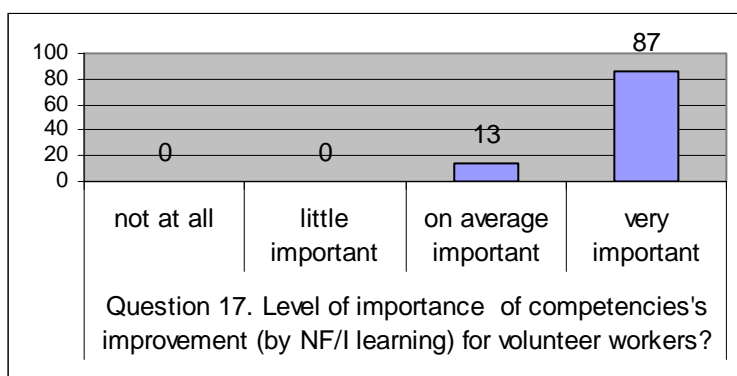 100
80
60
40
20
0
0
0
13
87
not at all
little
important
on average
important
very
important
Question 17. Level of importance of competencies's
improvement (by NF/I learning) for volunteer workers?